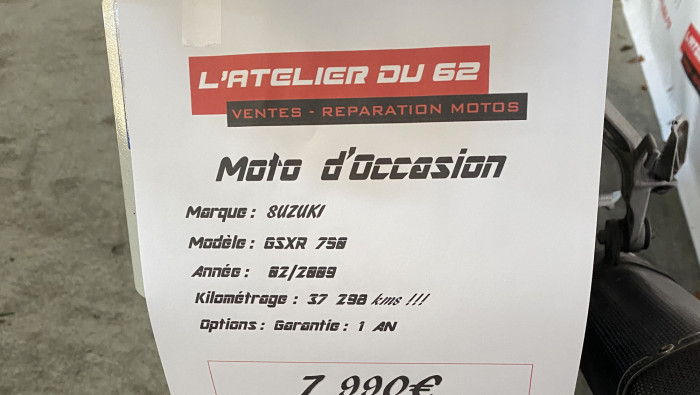 L'ATELIER DU 62
VENTES - REPARATION MOTOS
Moto d'Occasion
Marque : SUZUKI
Modèle : GSXR 750
Année : 02/2009
Kilométrage : 37 298 kms !!!
Options : Garantie : 1 AN
7 990€